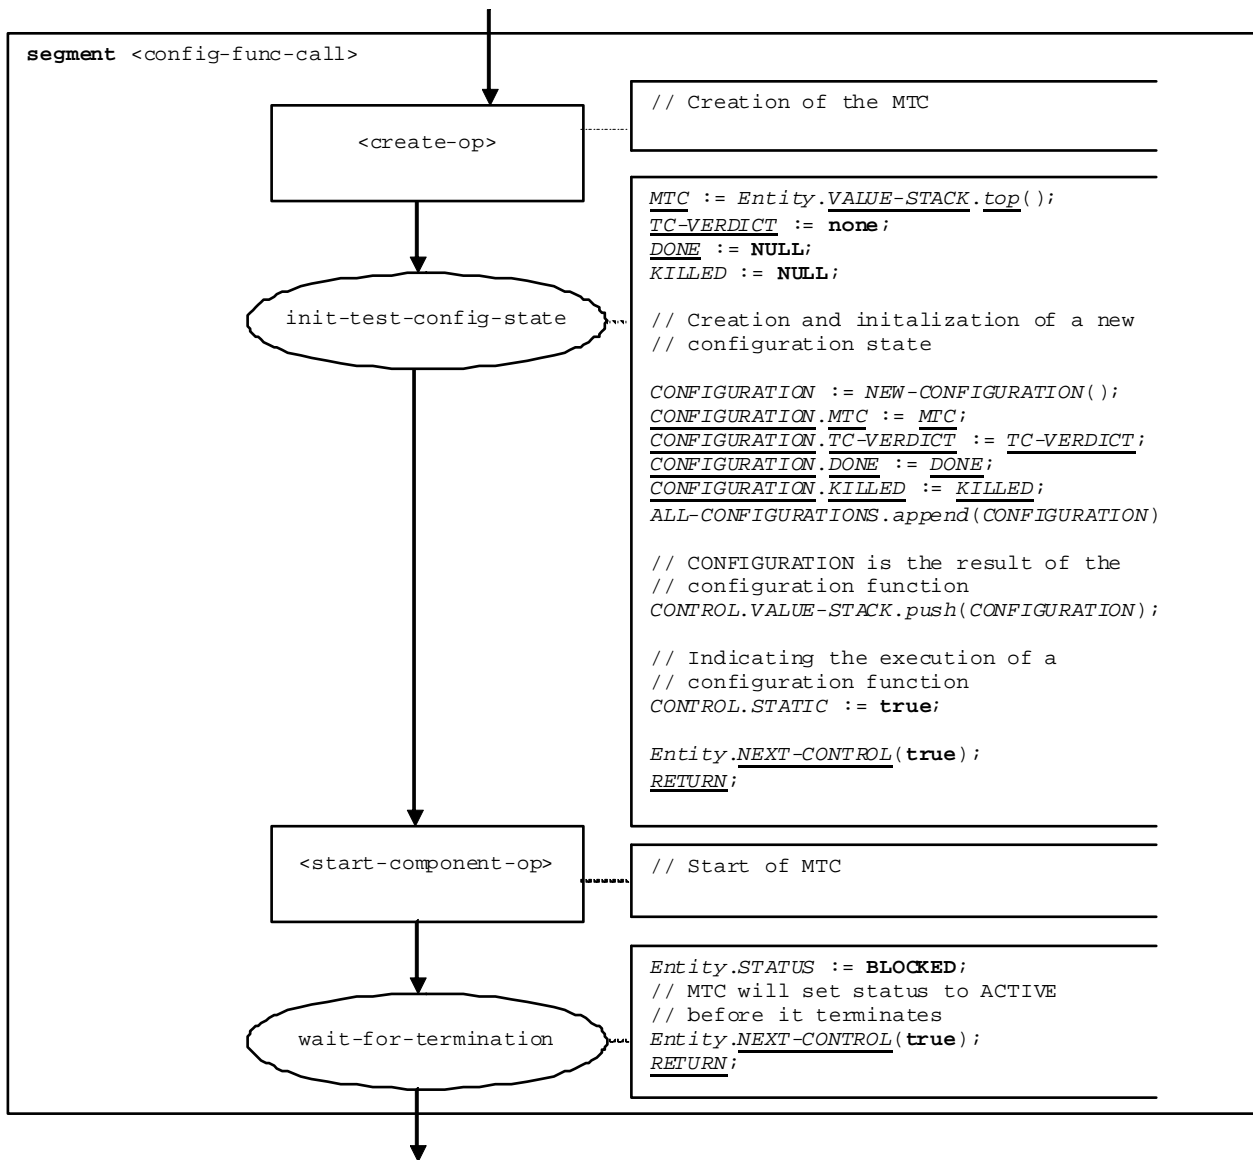 segment <config-func-call>
<create-op>
// Creation of the MTC
MTC := Entity.VALUE-STACK.top();
TC-VERDICT := none;
DONE := NULL;
KILLED := NULL;
init-test-config-state
// Creation and initalization of a new
// configuration state
CONFIGURATION := NEW-CONFIGURATION();
CONFIGURATION.MTC := MTC;
CONFIGURATION.TC-VERDICT := TC-VERDICT;
CONFIGURATION.DONE := DONE;
CONFIGURATION.KILLED := KILLED;
ALL-CONFIGURATIONS.append(CONFIGURATION)
// CONFIGURATION is the result of the
// configuration function
CONTROL.VALUE-STACK.push(CONFIGURATION);
// Indicating the execution of a
// configuration function
CONTROL.STATIC := true;
Entity.NEXT-CONTROL(true);
RETURN;
<start-component-op>
// Start of MTC
wait-for-termination
Entity.STATUS := BLOCKED;
// MTC will set status to ACTIVE
// before it terminates
Entity.NEXT-CONTROL(true);
RETURN;